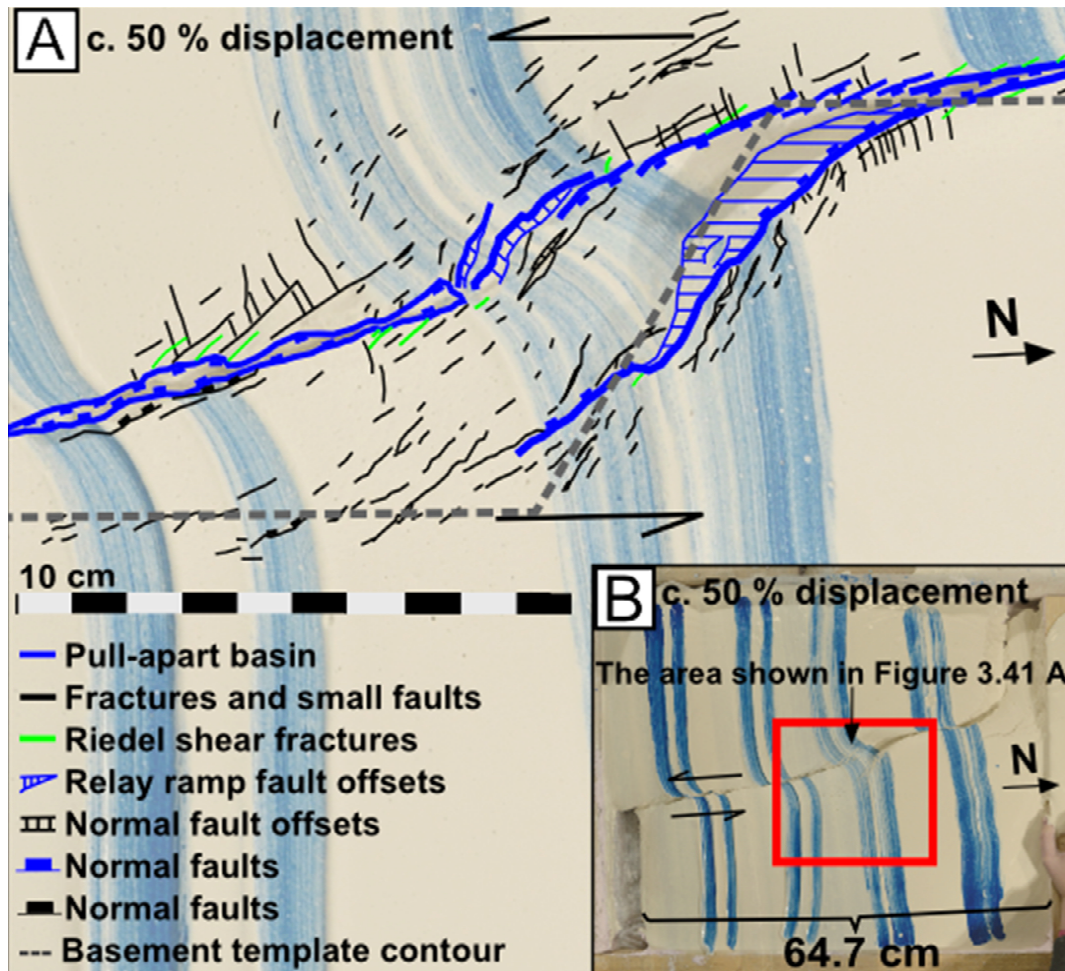 A c. 50 % displacement
N
10 cm
Pull-apart basin
Fractures and small faults
Riedel shear fractures
Relay ramp fault offsets
Normal fault offsets
Normal faults
Normal faults
Basement template contour
B c. 50 % displacement
The area shown in Figure 3.41 A
N
64.7 cm